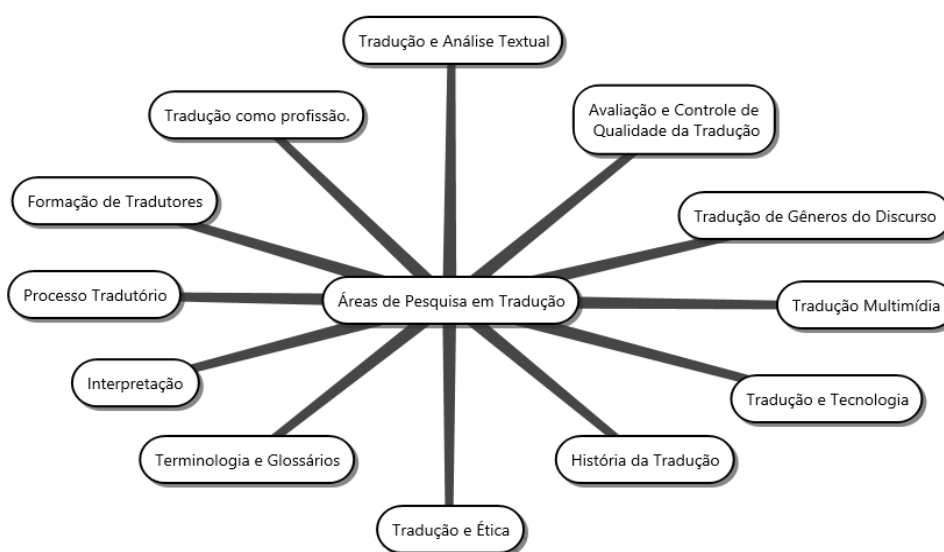 Tradução e Análise Textual
Tradução como profissão.
Avaliação e Controle de
Qualidade da Tradução
Formação de Tradutores
Tradução de Gêneros do Discurso
Processo Tradutório
Áreas de Pesquisa em Tradução
Tradução Multimídia
Interpretação
Tradução e Tecnologia
Terminologia e Glossários
História da Tradução
Tradução e Ética